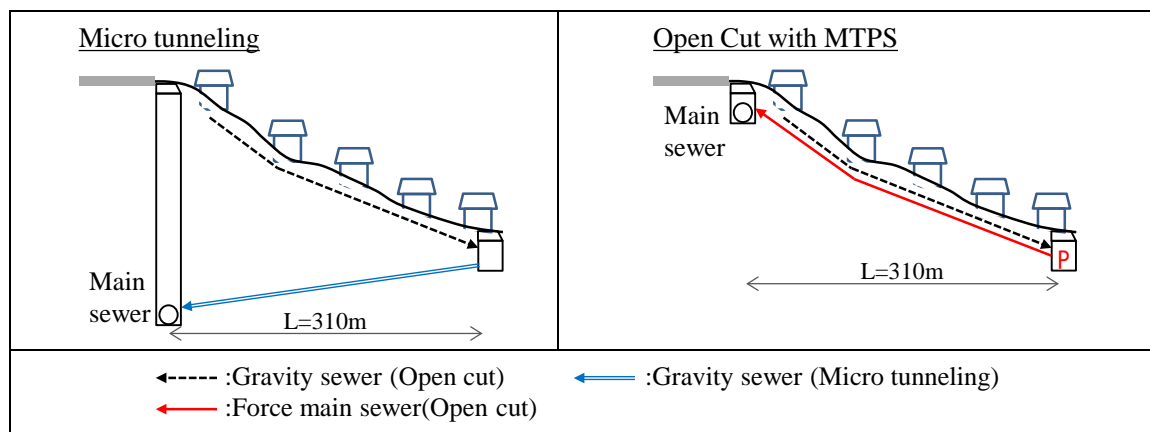 Micro tunneling
Main
sewer
L=310m
Open Cut with MTPS
Main
sewer
P
L=310m
:Gravity sewer (Open cut)
:Gravity sewer (Micro tunneling)
:Force main sewer(Open cut)